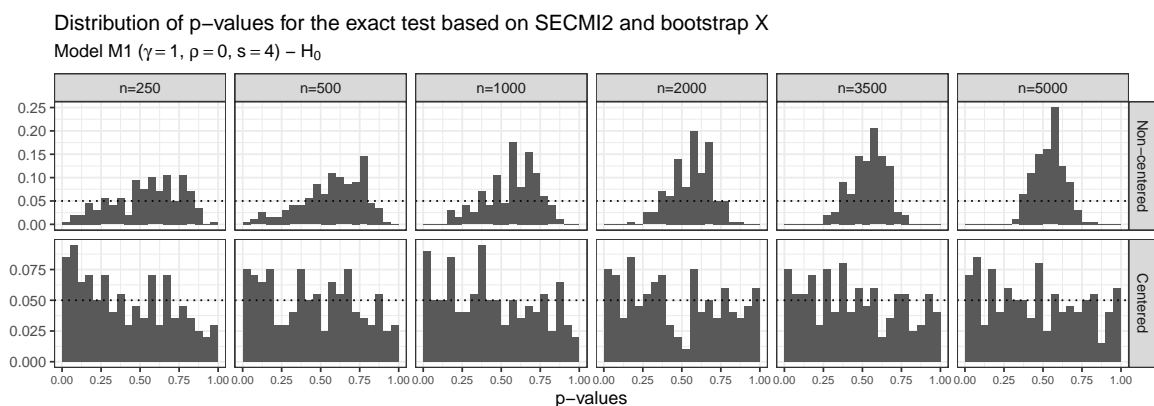 Distribution of p−values for the exact test based on SECMI2 and bootstrap X
Model M1 (γ = 1, ρ = 0, s = 4) − H₀
n=250 n=500 n=1000 n=2000 n=3500 n=5000
0.25
0.20
0.15
0.10
0.05
0.00
Non−centered
0.075
0.050
0.025
0.000
Centered
0.00 0.25 0.50 0.75 1.00 0.00 0.25 0.50 0.75 1.00 0.00 0.25 0.50 0.75 1.00 0.00 0.25 0.50 0.75 1.00 0.00 0.25 0.50 0.75 1.00 0.00 0.25 0.50 0.75 1.00
p−values